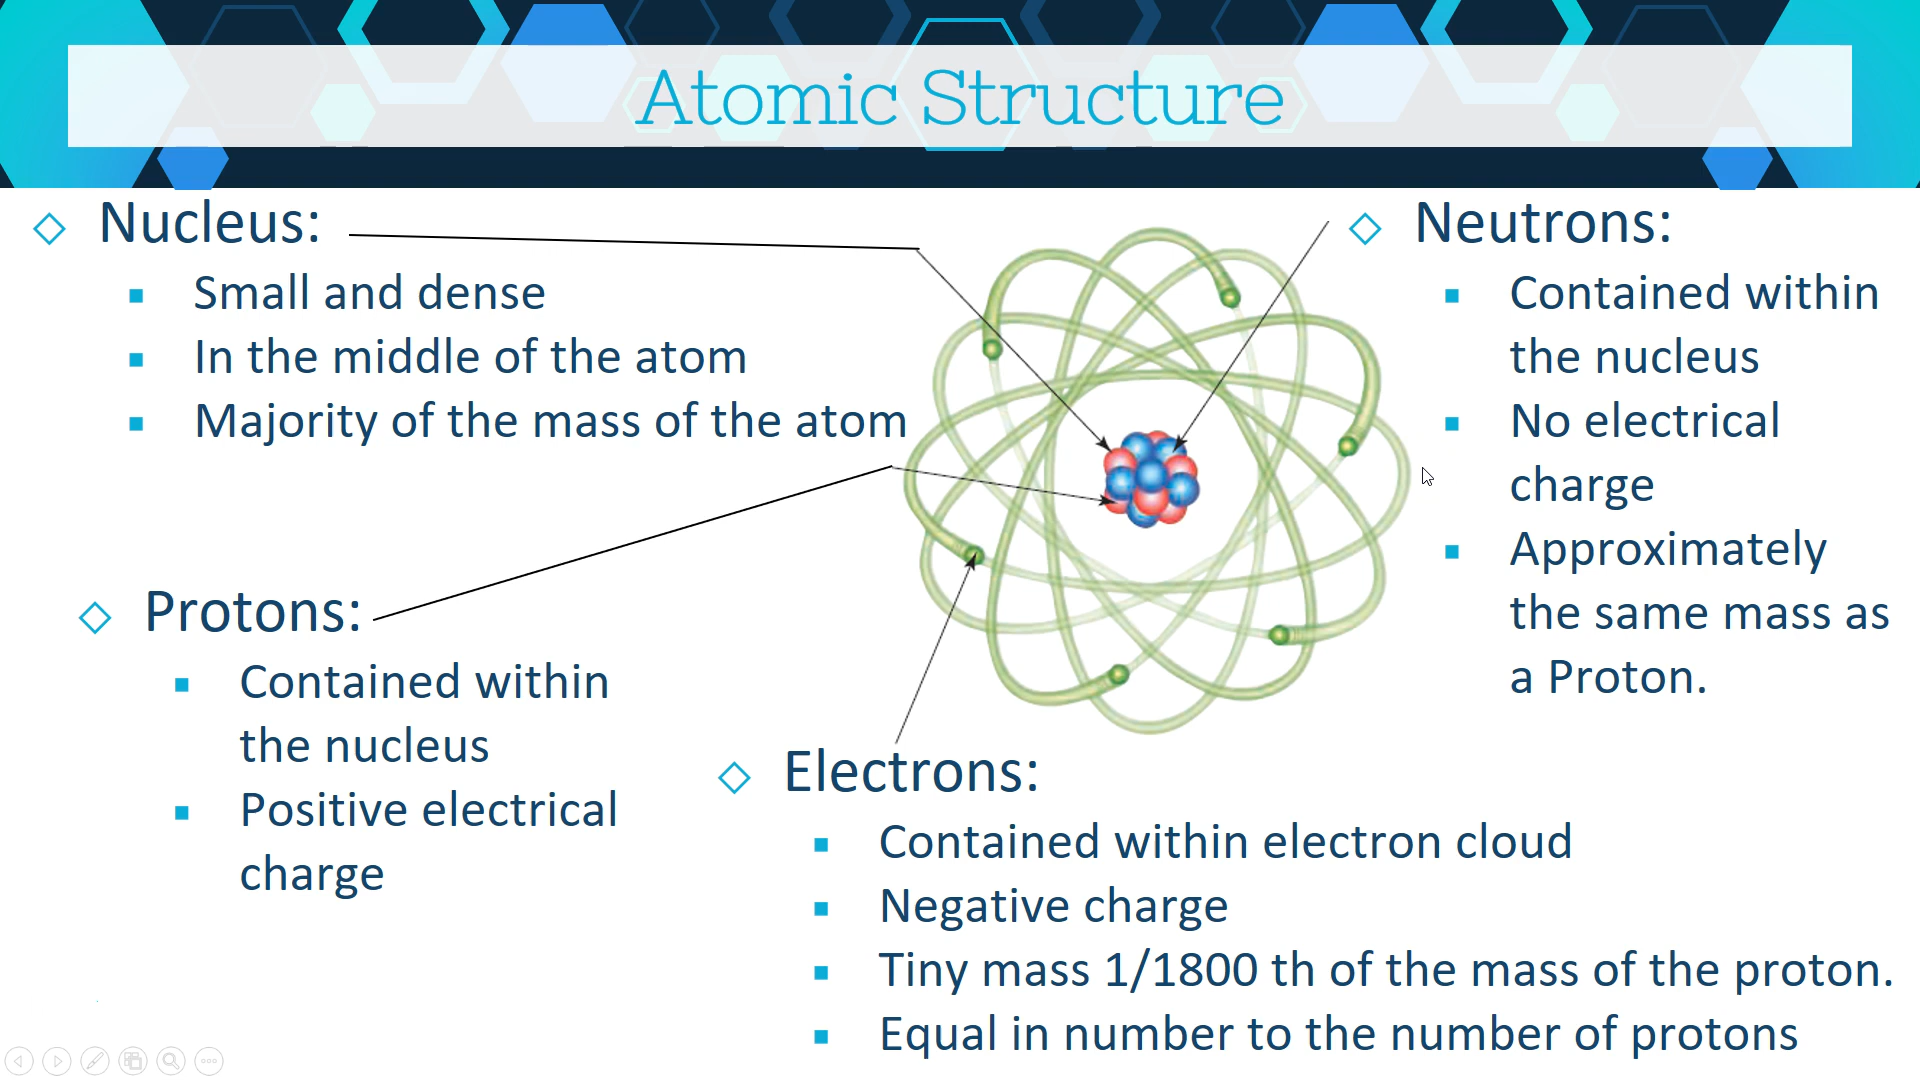 Atomic Structure
Nucleus:
Small and dense
In the middle of the atom
Majority of the mass of the atom
Protons:
Contained within
the nucleus
Positive electrical
charge
Neutrons:
Contained within
the nucleus
No electrical
charge
Approximately
the same mass as
a Proton.
Electrons:
Contained within electron cloud
Negative charge
Tiny mass 1/1800 th of the mass of the proton.
Equal in number to the number of protons